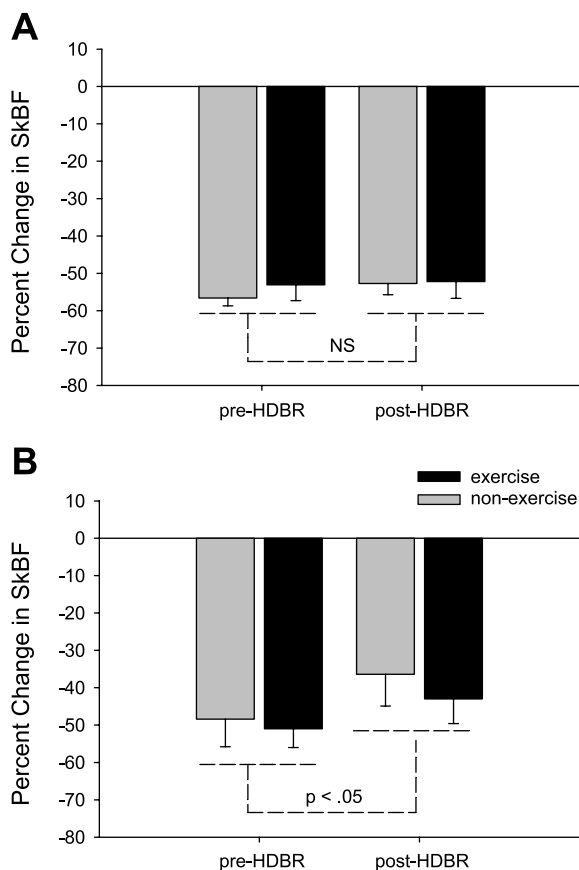 A
Percent Change in SkBF
10
0
-10
-20
-30
-40
-50
-60
-70
-80
NS
pre-HDBR
post-HDBR
B
exercise
non-exercise
Percent Change in SkBF
10
0
-10
-20
-30
-40
-50
-60
-70
-80
p < .05
pre-HDBR
post-HDBR